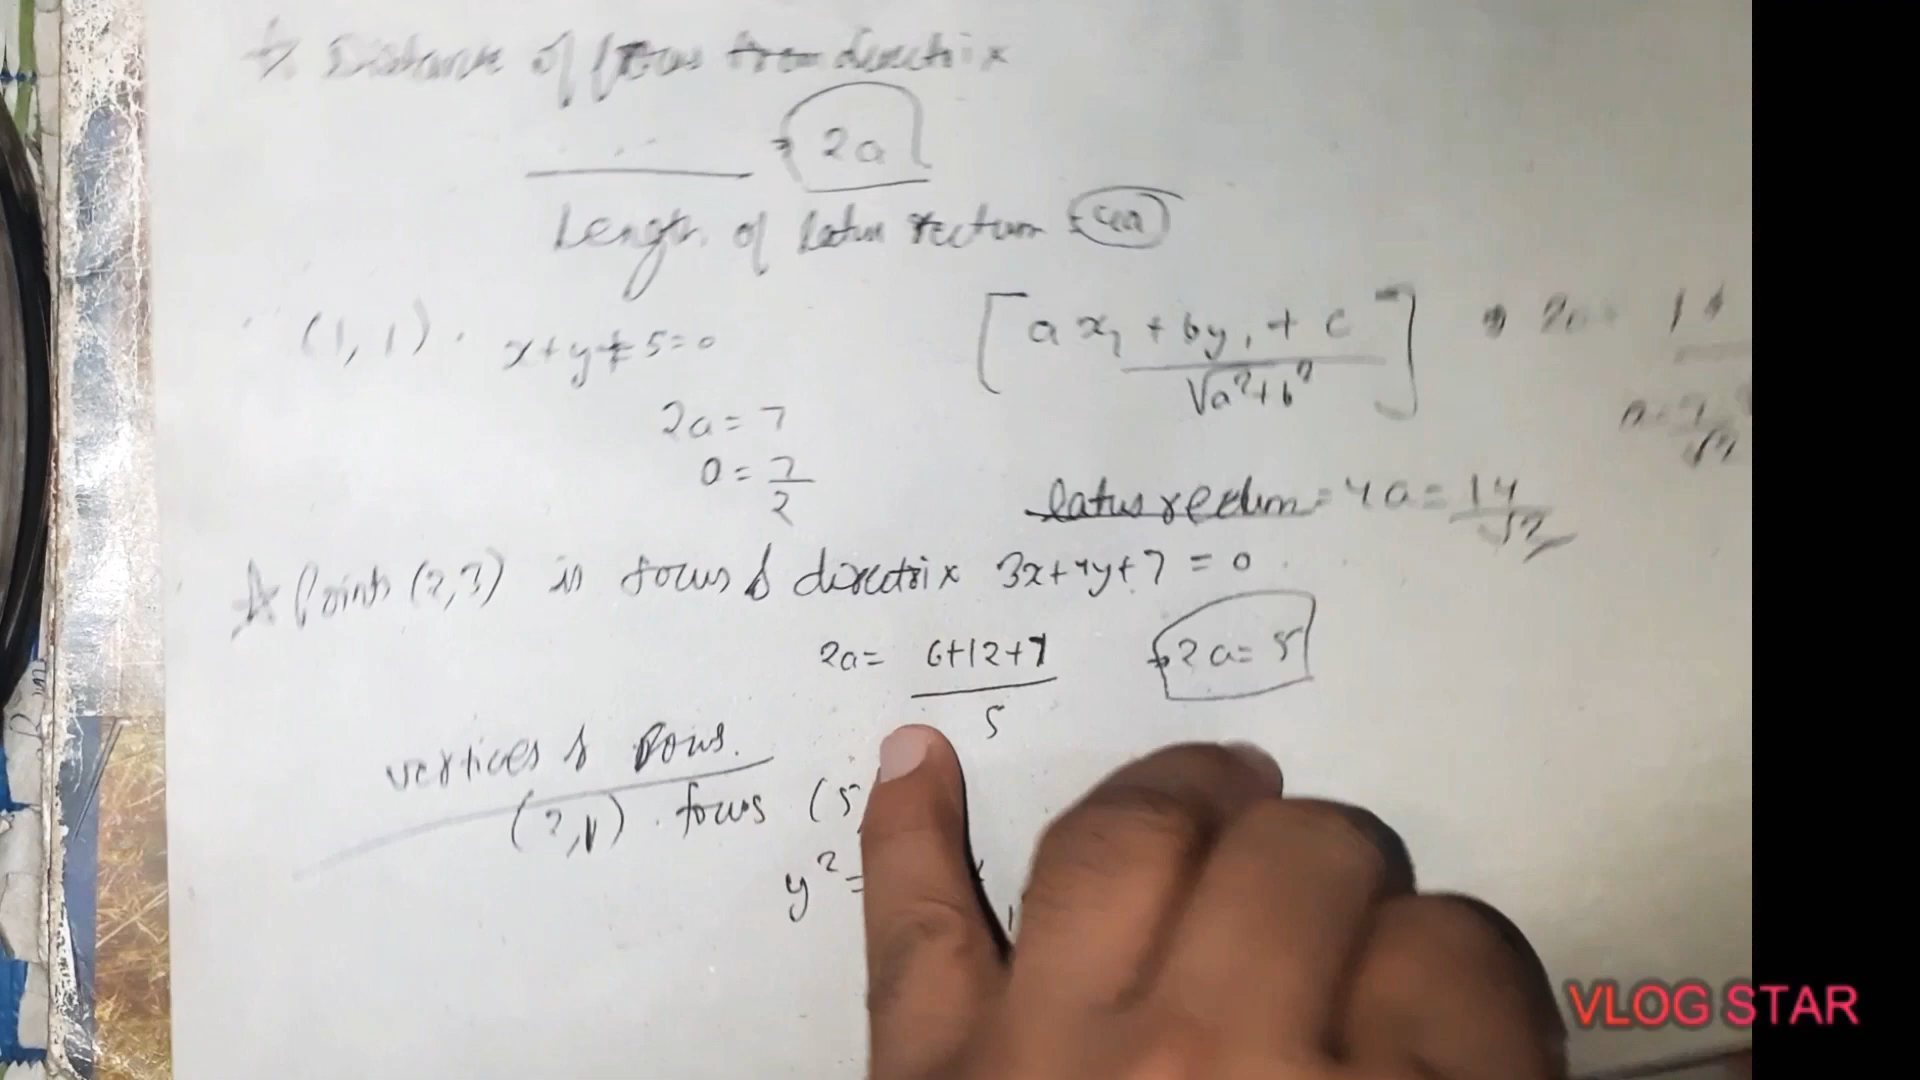 Distance of focus from directrix
= 2a
Length of latus rectum = 4a
(1,1). x+y+5=0
[ax₁ + by₁ + c / √a²+b²]
2a = 7
a = 7/2
latus rectum = 4a = 14/√2
Point (2,3) is focus & directrix 3x+4y+7 = 0
2a = 6+12+7 / 5 2a = 5
vertices & focus.
(2,1). focus (5,
y² =
VLOG STAR